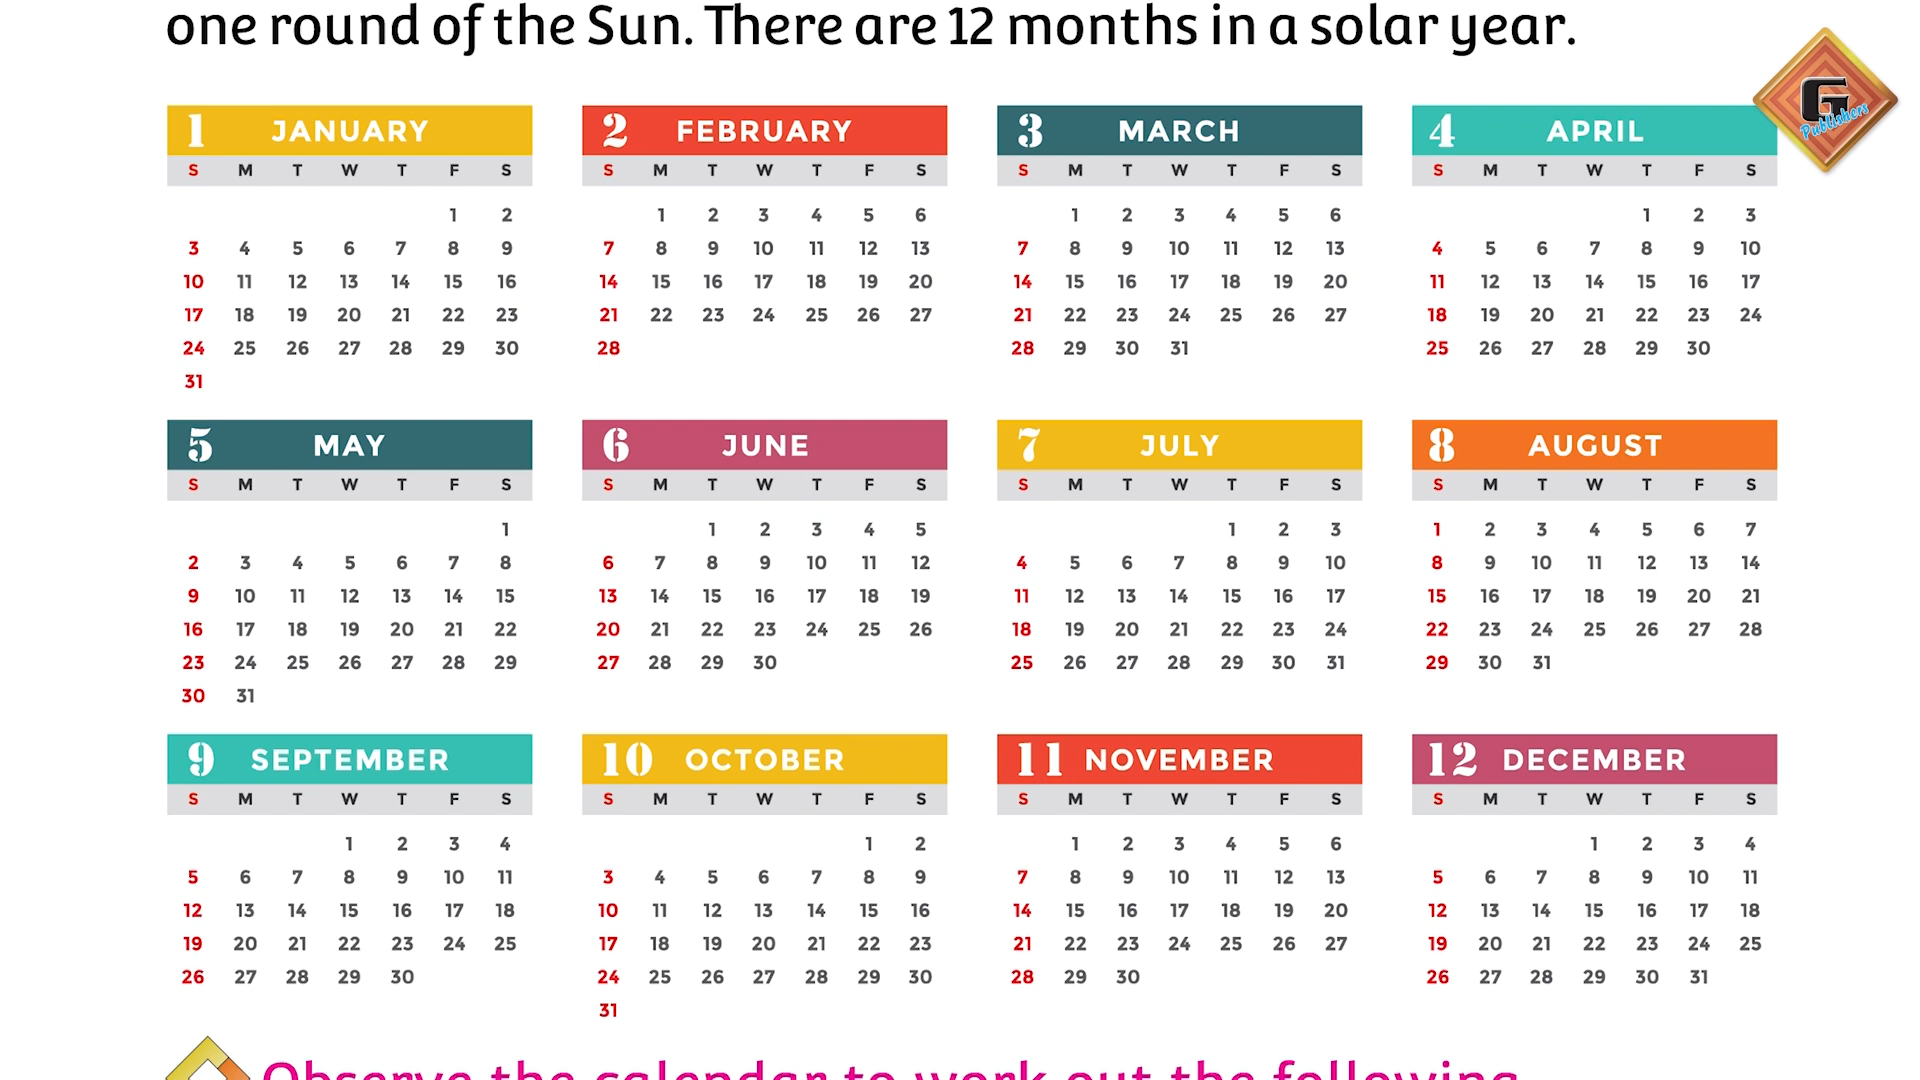 one round of the Sun. There are 12 months in a solar year.
G
Publishers
1 JANUARY
S M T W T F S
1 2
3 4 5 6 7 8 9
10 11 12 13 14 15 16
17 18 19 20 21 22 23
24 25 26 27 28 29 30
31
2 FEBRUARY
S M T W T F S
1 2 3 4 5 6
7 8 9 10 11 12 13
14 15 16 17 18 19 20
21 22 23 24 25 26 27
28
3 MARCH
S M T W T F S
1 2 3 4 5 6
7 8 9 10 11 12 13
14 15 16 17 18 19 20
21 22 23 24 25 26 27
28 29 30 31
4 APRIL
S M T W T F S
1 2 3
4 5 6 7 8 9 10
11 12 13 14 15 16 17
18 19 20 21 22 23 24
25 26 27 28 29 30
5 MAY
S M T W T F S
1
2 3 4 5 6 7 8
9 10 11 12 13 14 15
16 17 18 19 20 21 22
23 24 25 26 27 28 29
30 31
6 JUNE
S M T W T F S
1 2 3 4 5
6 7 8 9 10 11 12
13 14 15 16 17 18 19
20 21 22 23 24 25 26
27 28 29 30
7 JULY
S M T W T F S
1 2 3
4 5 6 7 8 9 10
11 12 13 14 15 16 17
18 19 20 21 22 23 24
25 26 27 28 29 30 31
8 AUGUST
S M T W T F S
1 2 3 4 5 6 7
8 9 10 11 12 13 14
15 16 17 18 19 20 21
22 23 24 25 26 27 28
29 30 31
9 SEPTEMBER
S M T W T F S
1 2 3 4
5 6 7 8 9 10 11
12 13 14 15 16 17 18
19 20 21 22 23 24 25
26 27 28 29 30
10 OCTOBER
S M T W T F S
1 2
3 4 5 6 7 8 9
10 11 12 13 14 15 16
17 18 19 20 21 22 23
24 25 26 27 28 29 30
31
11 NOVEMBER
S M T W T F S
1 2 3 4 5 6
7 8 9 10 11 12 13
14 15 16 17 18 19 20
21 22 23 24 25 26 27
28 29 30
12 DECEMBER
S M T W T F S
1 2 3 4
5 6 7 8 9 10 11
12 13 14 15 16 17 18
19 20 21 22 23 24 25
26 27 28 29 30 31
Observe the calendar to work out the following